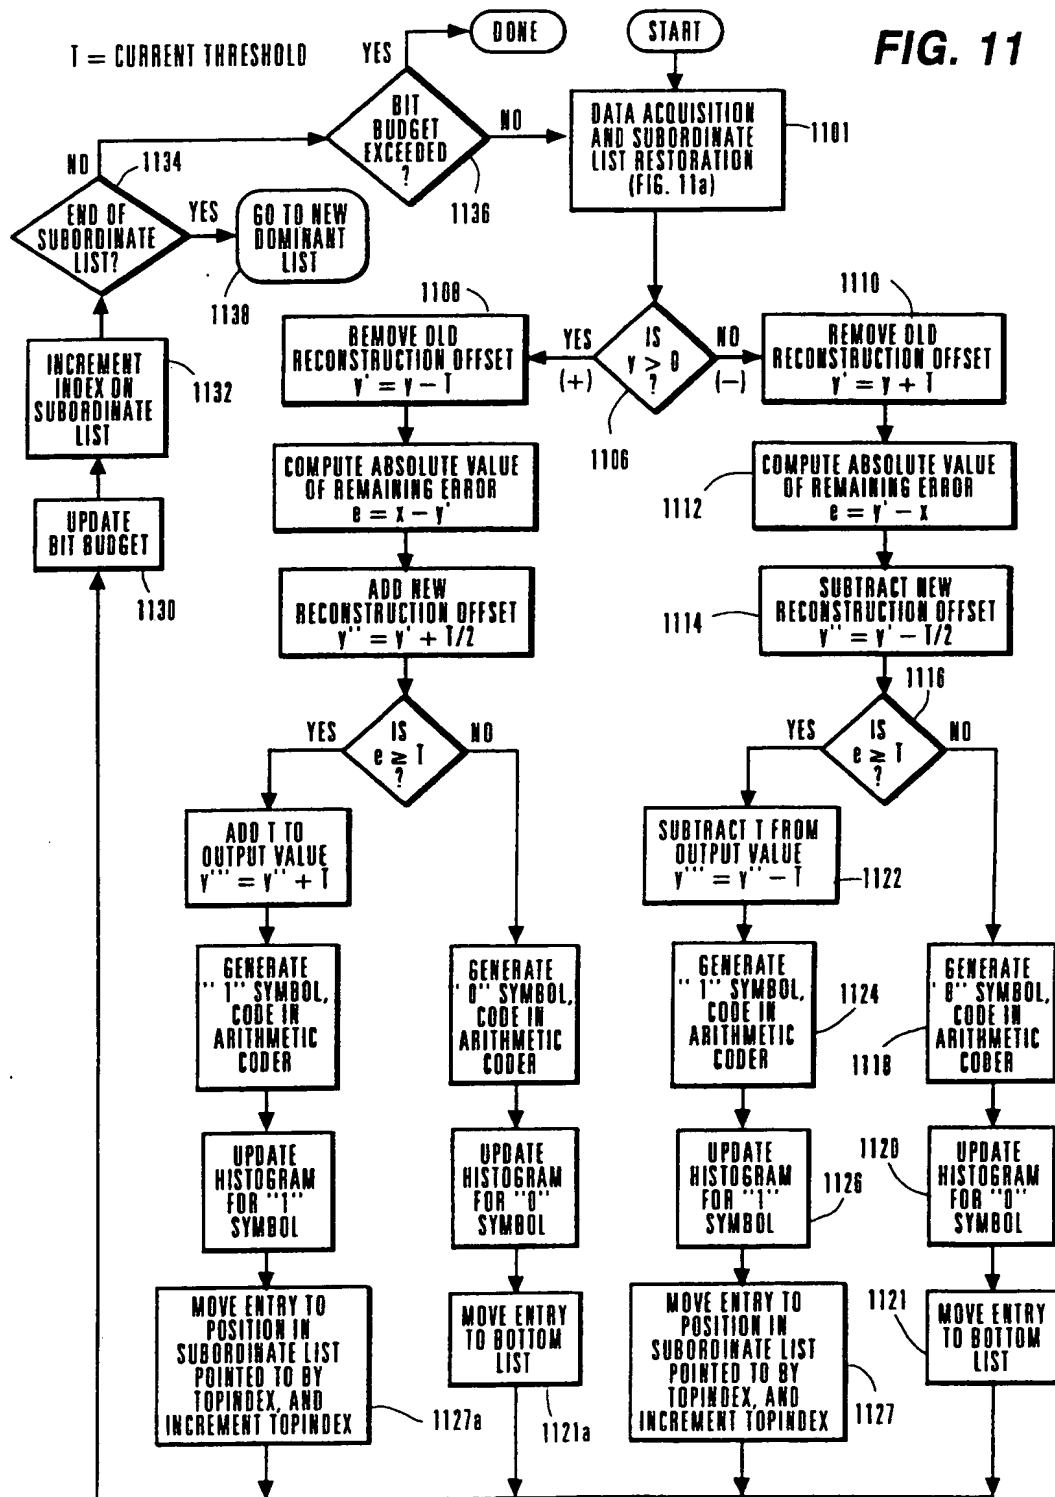 FIG. 11
T = CURRENT THRESHOLD
YES
DONE
START
BIT
BUDGET
EXCEEDED
?
NO
1136
DATA ACQUISITION
AND SUBORDINATE
LIST RESTORATION
(FIG. 11a)
1101
NO
1134
END OF
SUBORDINATE
LIST?
YES
GO TO NEW
DOMINANT
LIST
1138
INCREMENT
INDEX ON
SUBORDINATE
LIST
1132
UPDATE
BIT BUDGET
1130
1108
REMOVE OLD
RECONSTRUCTION OFFSET
y' = y − T
YES
(+)
IS
y > 0
?
NO
(−)
1106
1110
REMOVE OLD
RECONSTRUCTION OFFSET
y' = y + T
COMPUTE ABSOLUTE VALUE
OF REMAINING ERROR
e = x − y'
COMPUTE ABSOLUTE VALUE
OF REMAINING ERROR
e = y' − x
1112
ADD NEW
RECONSTRUCTION OFFSET
y'' = y' + T/2
SUBTRACT NEW
RECONSTRUCTION OFFSET
y'' = y' − T/2
1114
YES
IS
e ≥ T
?
NO
YES
IS
e ≥ T
?
NO
1116
ADD T TO
OUTPUT VALUE
y''' = y'' + T
SUBTRACT T FROM
OUTPUT VALUE
y''' = y'' − T
1122
GENERATE
"1" SYMBOL,
CODE IN
ARITHMETIC
CODER
GENERATE
"0" SYMBOL,
CODE IN
ARITHMETIC
CODER
GENERATE
"1" SYMBOL,
CODE IN
ARITHMETIC
CODER
1124
GENERATE
"0" SYMBOL,
CODE IN
ARITHMETIC
CODER
1118
UPDATE
HISTOGRAM
FOR "1"
SYMBOL
UPDATE
HISTOGRAM
FOR "0"
SYMBOL
UPDATE
HISTOGRAM
FOR "1"
SYMBOL
1126
UPDATE
HISTOGRAM
FOR "0"
SYMBOL
1120
MOVE ENTRY TO
POSITION IN
SUBORDINATE LIST
POINTED TO BY
TOPINDEX, AND
INCREMENT TOPINDEX
1127a
MOVE ENTRY
TO BOTTOM
LIST
1121a
MOVE ENTRY TO
POSITION IN
SUBORDINATE LIST
POINTED TO BY
TOPINDEX, AND
INCREMENT TOPINDEX
1127
MOVE ENTRY
TO BOTTOM
LIST
1121